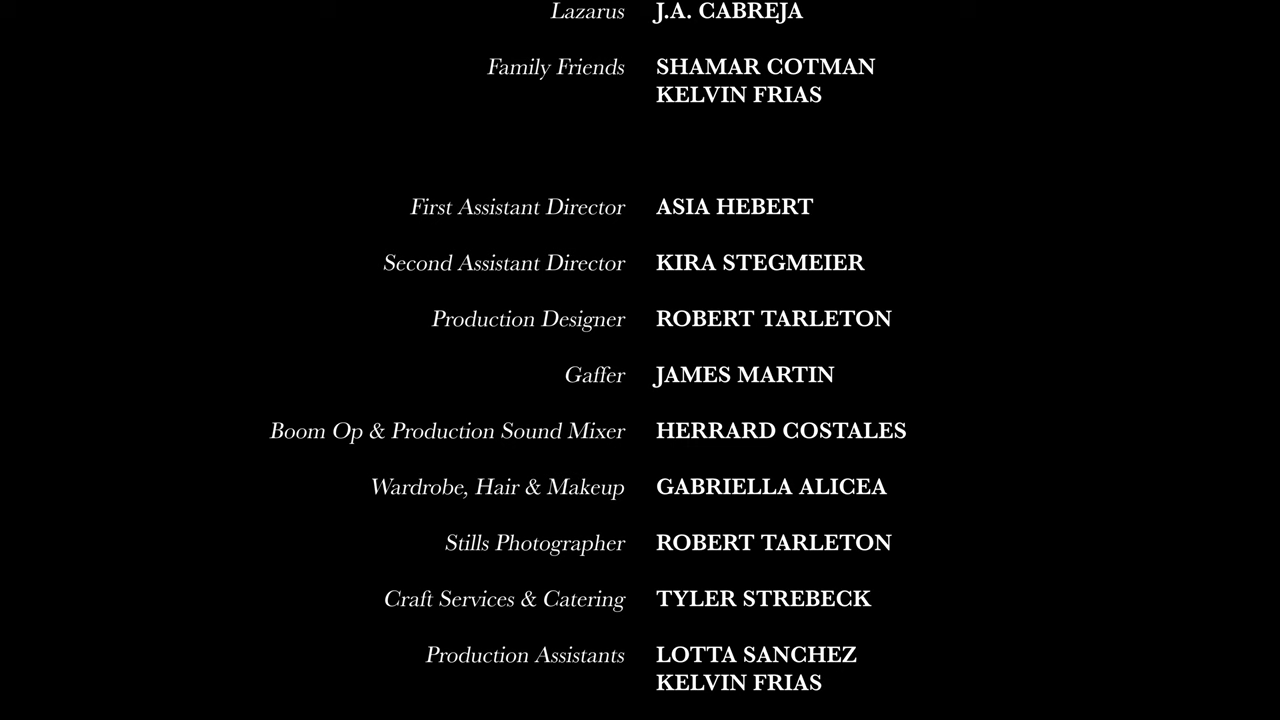 Lazarus J.A. CABREJA
Family Friends SHAMAR COTMAN
KELVIN FRIAS
First Assistant Director ASIA HEBERT
Second Assistant Director KIRA STEGMEIER
Production Designer ROBERT TARLETON
Gaffer JAMES MARTIN
Boom Op & Production Sound Mixer HERRARD COSTALES
Wardrobe, Hair & Makeup GABRIELLA ALICEA
Stills Photographer ROBERT TARLETON
Craft Services & Catering TYLER STREBECK
Production Assistants LOTTA SANCHEZ
KELVIN FRIAS